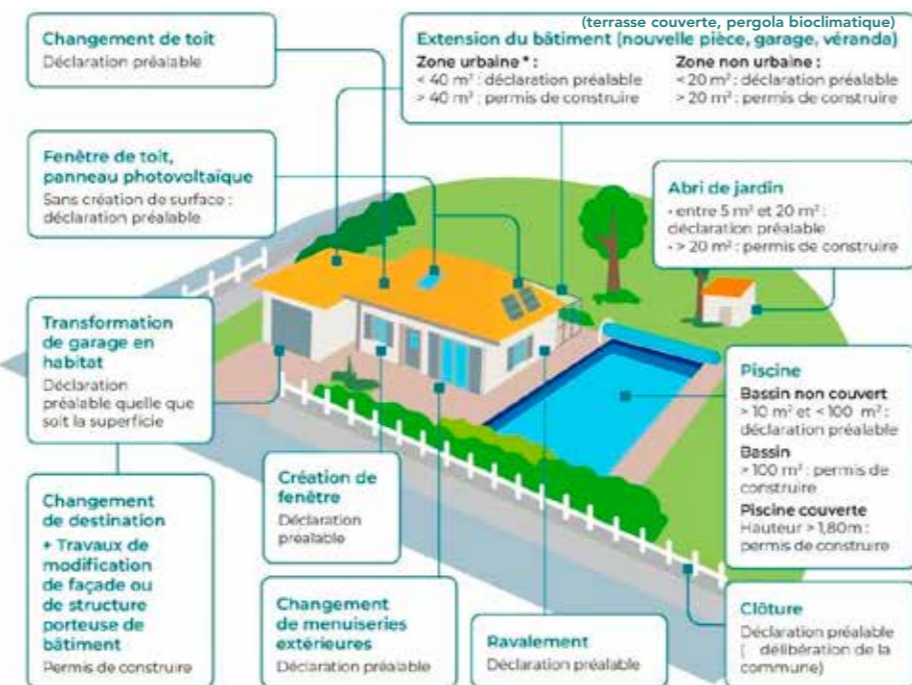 Changement de toit
Déclaration préalable
(terrasse couverte, pergola bioclimatique)
Extension du bâtiment (nouvelle pièce, garage, véranda)
Zone urbaine * :
< 40 m² : déclaration préalable
> 40 m² : permis de construire
Zone non urbaine :
< 20 m² : déclaration préalable
> 20 m² : permis de construire
Fenêtre de toit,
panneau photovoltaïque
Sans création de surface :
déclaration préalable
Abri de jardin
• entre 5 m² et 20 m² :
déclaration préalable
• > 20 m² : permis de construire
Transformation
de garage en
habitat
Déclaration
préalable quelle que
soit la superficie
Piscine
Bassin non couvert
> 10 m² et < 100 m² :
déclaration préalable
Bassin
> 100 m² : permis de
construire
Piscine couverte
Hauteur > 1,80m :
permis de construire
Changement
de destination
+ Travaux de
modification
de façade ou
de structure
porteuse de
bâtiment
Permis de construire
Création de
fenêtre
Déclaration
préalable
Changement
de menuiseries
extérieures
Déclaration préalable
Ravalement
Déclaration préalable
Clôture
Déclaration préalable
( délibération de la
commune)